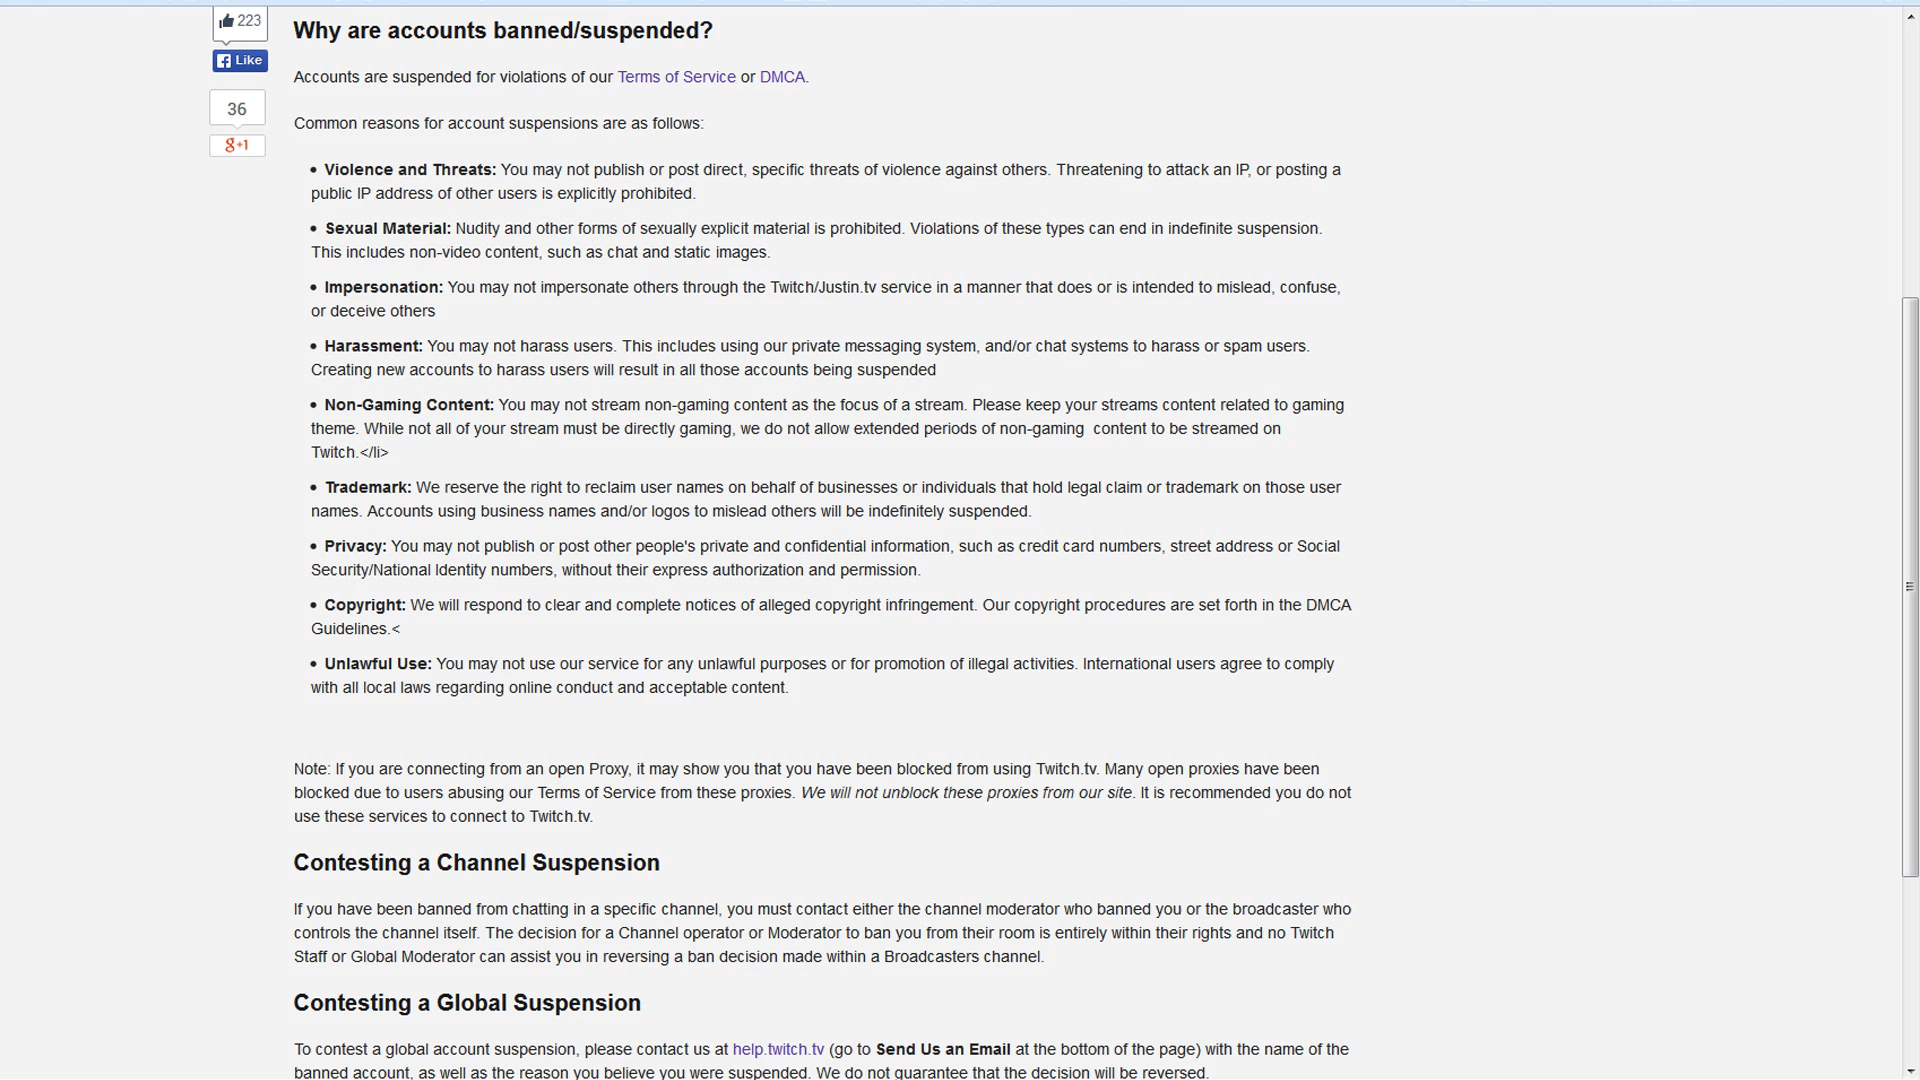 223
Like
36
g+1
Why are accounts banned/suspended?
Accounts are suspended for violations of our Terms of Service or DMCA.
Common reasons for account suspensions are as follows:
• Violence and Threats: You may not publish or post direct, specific threats of violence against others. Threatening to attack an IP, or posting a
public IP address of other users is explicitly prohibited.
• Sexual Material: Nudity and other forms of sexually explicit material is prohibited. Violations of these types can end in indefinite suspension.
This includes non-video content, such as chat and static images.
• Impersonation: You may not impersonate others through the Twitch/Justin.tv service in a manner that does or is intended to mislead, confuse,
or deceive others
• Harassment: You may not harass users. This includes using our private messaging system, and/or chat systems to harass or spam users.
Creating new accounts to harass users will result in all those accounts being suspended
• Non-Gaming Content: You may not stream non-gaming content as the focus of a stream. Please keep your streams content related to gaming
theme. While not all of your stream must be directly gaming, we do not allow extended periods of non-gaming  content to be streamed on
Twitch.</li>
• Trademark: We reserve the right to reclaim user names on behalf of businesses or individuals that hold legal claim or trademark on those user
names. Accounts using business names and/or logos to mislead others will be indefinitely suspended.
• Privacy: You may not publish or post other people's private and confidential information, such as credit card numbers, street address or Social
Security/National Identity numbers, without their express authorization and permission.
• Copyright: We will respond to clear and complete notices of alleged copyright infringement. Our copyright procedures are set forth in the DMCA
Guidelines.<
• Unlawful Use: You may not use our service for any unlawful purposes or for promotion of illegal activities. International users agree to comply
with all local laws regarding online conduct and acceptable content.
Note: If you are connecting from an open Proxy, it may show you that you have been blocked from using Twitch.tv. Many open proxies have been
blocked due to users abusing our Terms of Service from these proxies. We will not unblock these proxies from our site. It is recommended you do not
use these services to connect to Twitch.tv.
Contesting a Channel Suspension
If you have been banned from chatting in a specific channel, you must contact either the channel moderator who banned you or the broadcaster who
controls the channel itself. The decision for a Channel operator or Moderator to ban you from their room is entirely within their rights and no Twitch
Staff or Global Moderator can assist you in reversing a ban decision made within a Broadcasters channel.
Contesting a Global Suspension
To contest a global account suspension, please contact us at help.twitch.tv (go to Send Us an Email at the bottom of the page) with the name of the
banned account, as well as the reason you believe you were suspended. We do not guarantee that the decision will be reversed.